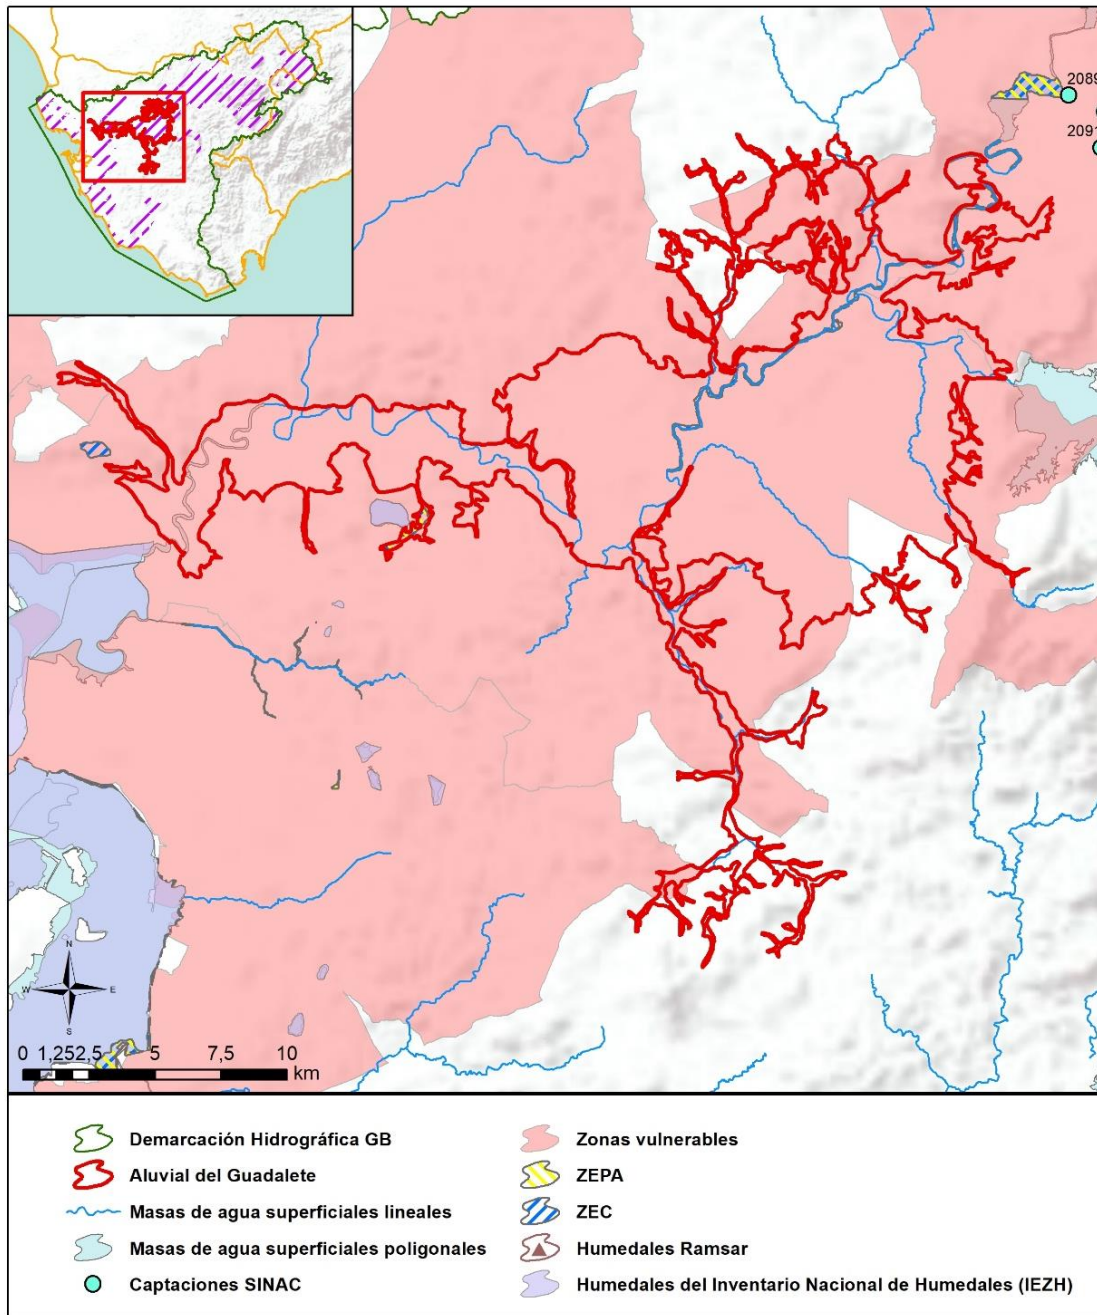 2089
2091
N
W E
S
0 1,252,5 5 7,5 10
km
Demarcación Hidrográfica GB
Aluvial del Guadalete
Masas de agua superficiales lineales
Masas de agua superficiales poligonales
Captaciones SINAC
Zonas vulnerables
ZEPA
ZEC
Humedales Ramsar
Humedales del Inventario Nacional de Humedales (IEZH)